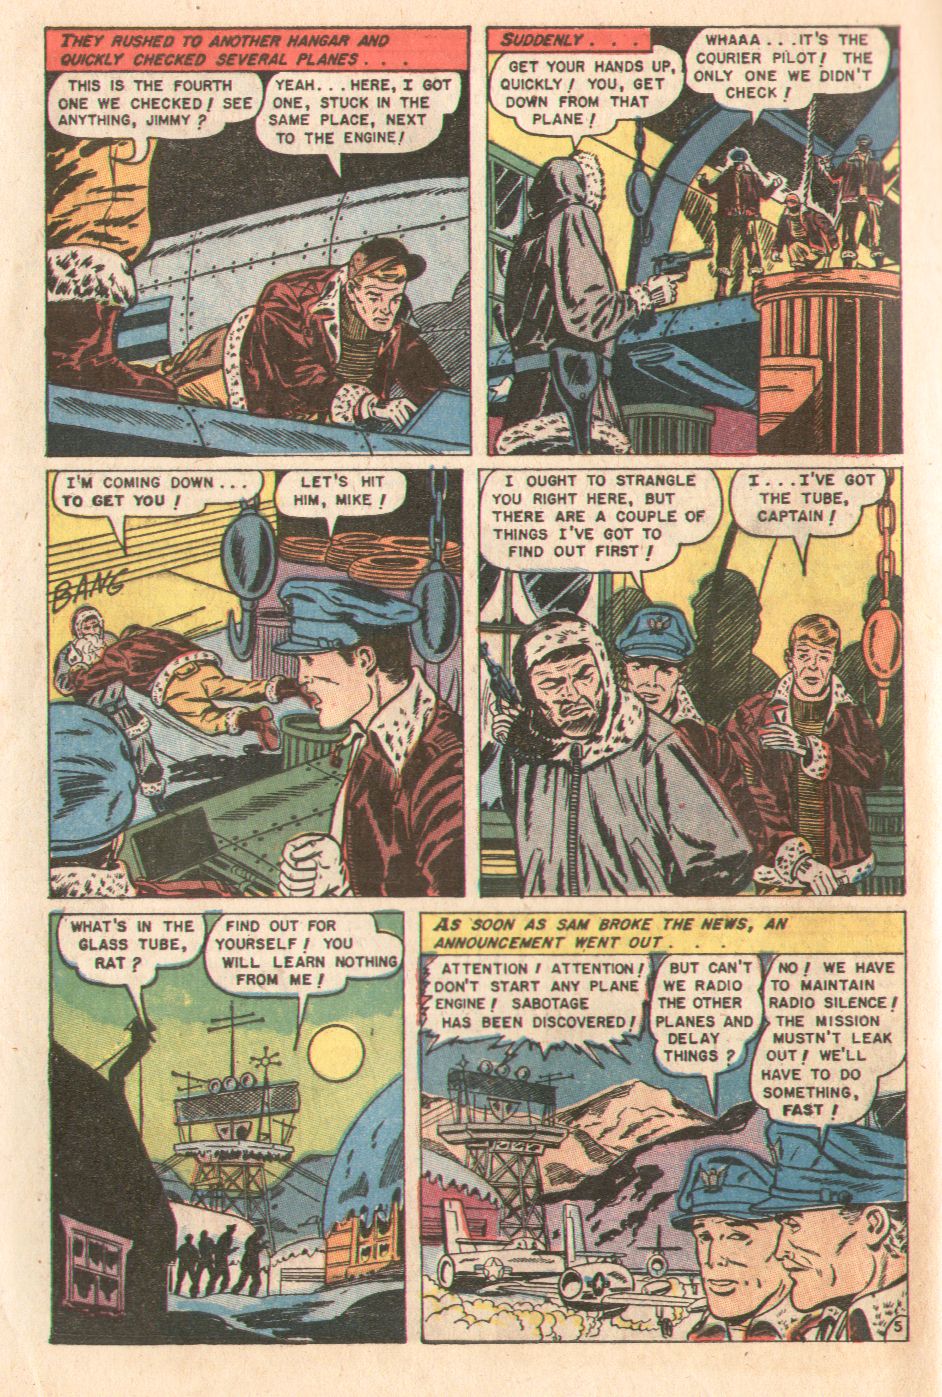 THEY RUSHED TO ANOTHER HANGAR AND
QUICKLY CHECKED SEVERAL PLANES . . .
THIS IS THE FOURTH
ONE WE CHECKED! SEE
ANYTHING, JIMMY?
YEAH...HERE, I GOT
ONE, STUCK IN THE
SAME PLACE, NEXT
TO THE ENGINE!
SUDDENLY . . .
GET YOUR HANDS UP,
QUICKLY! YOU, GET
DOWN FROM THAT
PLANE!
WHAAA...IT'S THE
COURIER PILOT! THE
ONLY ONE WE DIDN'T
CHECK!
I'M COMING DOWN...
TO GET YOU!
BANG
LET'S HIT
HIM, MIKE!
I OUGHT TO STRANGLE
YOU RIGHT HERE, BUT
THERE ARE A COUPLE OF
THINGS I'VE GOT TO
FIND OUT FIRST!
I...I'VE GOT
THE TUBE,
CAPTAIN!
WHAT'S IN THE
GLASS TUBE,
RAT?
FIND OUT FOR
YOURSELF! YOU
WILL LEARN NOTHING
FROM ME!
AS SOON AS SAM BROKE THE NEWS, AN
ANNOUNCEMENT WENT OUT . . .
ATTENTION! ATTENTION!
DON'T START ANY PLANE
ENGINE! SABOTAGE
HAS BEEN DISCOVERED!
BUT CAN'T
WE RADIO
THE OTHER
PLANES AND
DELAY
THINGS?
NO! WE HAVE
TO MAINTAIN
RADIO SILENCE!
THE MISSION
MUSTN'T LEAK
OUT! WE'LL
HAVE TO DO
SOMETHING,
FAST!
5